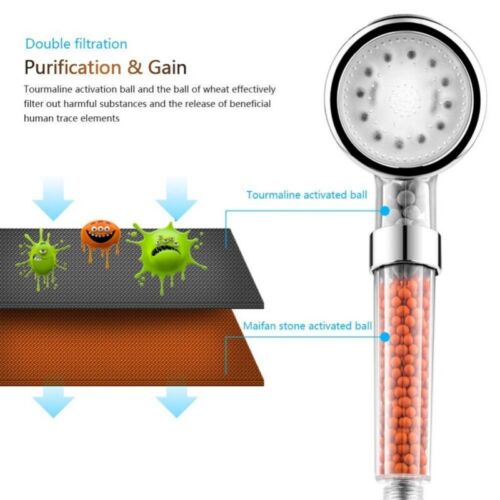 Double filtration
Purification & Gain
Tourmaline activation ball and the ball of wheat effectively
filter out harmful substances and the release of beneficial
human trace elements
Tourmaline activated ball
Maifan stone activated ball